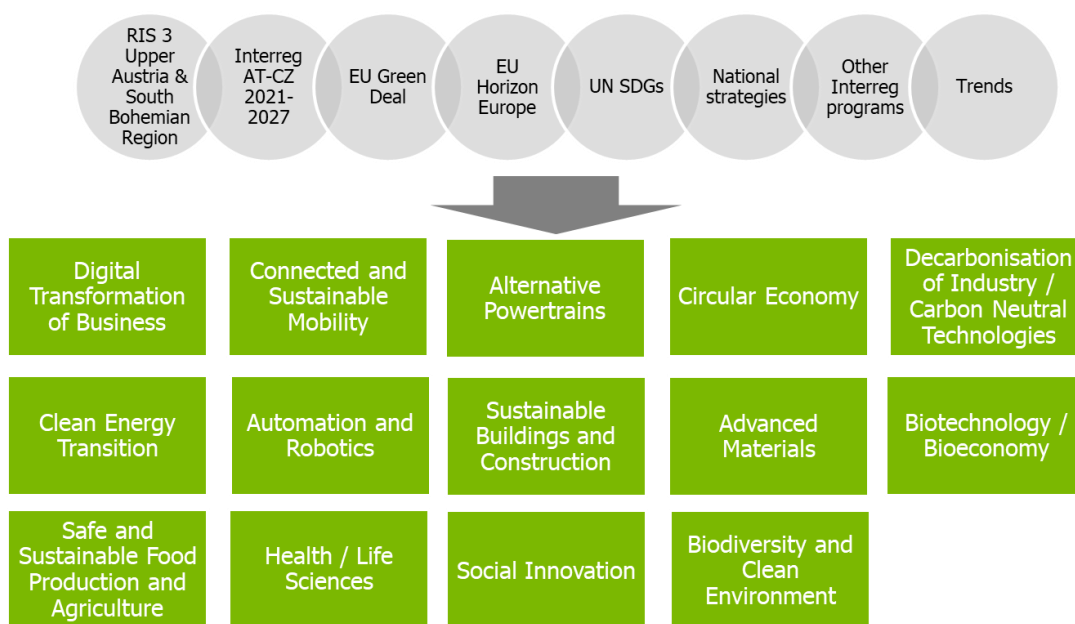 RIS 3
Upper
Austria &
South
Bohemian
Region
Interreg
AT-CZ
2021-
2027
EU Green
Deal
EU
Horizon
Europe
UN SDGs
National
strategies
Other
Interreg
programs
Trends
Digital
Transformation
of Business
Connected and
Sustainable
Mobility
Alternative
Powertrains
Circular Economy
Decarbonisation
of Industry /
Carbon Neutral
Technologies
Clean Energy
Transition
Automation and
Robotics
Sustainable
Buildings and
Construction
Advanced
Materials
Biotechnology /
Bioeconomy
Safe and
Sustainable Food
Production and
Agriculture
Health / Life
Sciences
Social Innovation
Biodiversity and
Clean
Environment